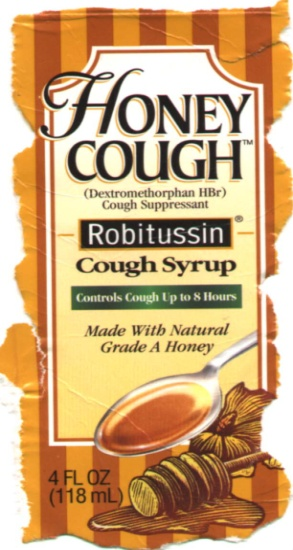 HONEY
COUGH™
(Dextromethorphan HBr)
Cough Suppressant
Robitussin®
Cough Syrup
Controls Cough Up to 8 Hours
Made With Natural
Grade A Honey
4 FL OZ
(118 mL)